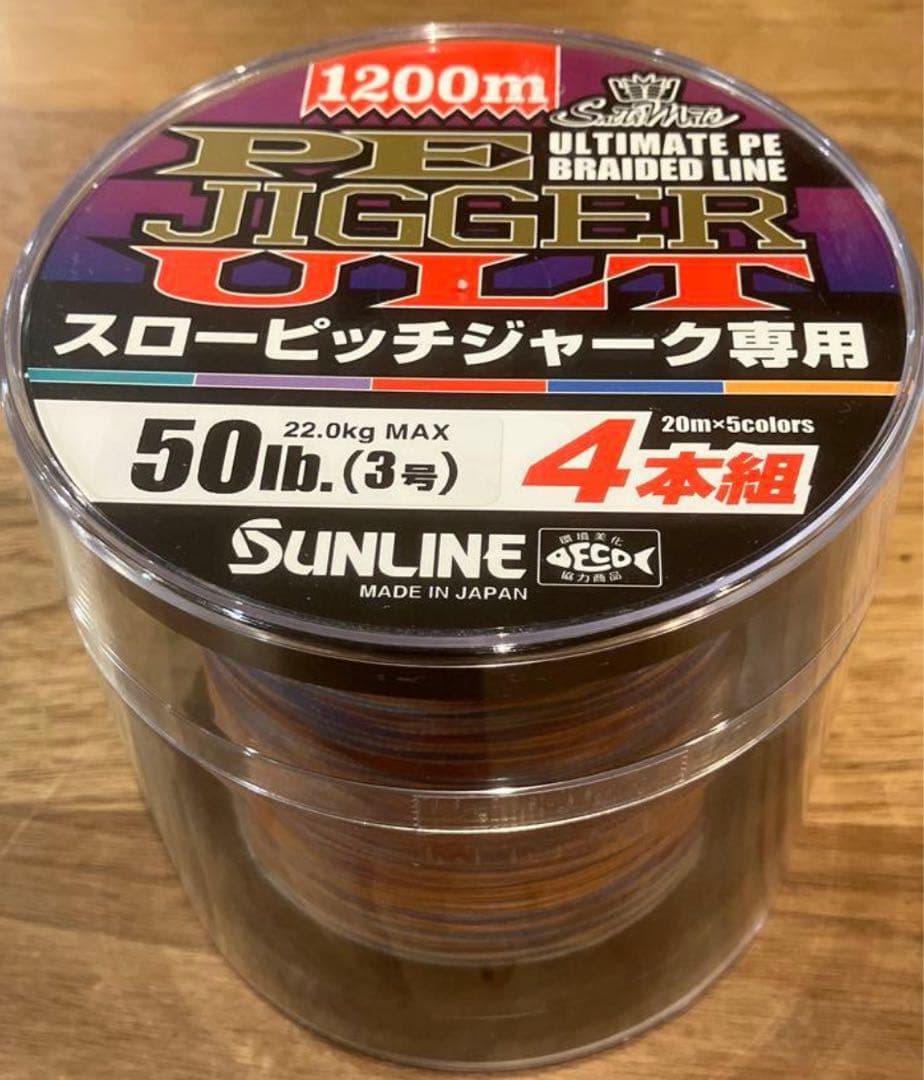 1200m
SaltiMate
ULTIMATE PE
BRAIDED LINE
PE
JIGGER
ULT
スローピッチジャーク専用
50lb.(3号)
22.0kg MAX
20m×5colors
4本組
SUNLINE
環境美化
ECO
協力商品
MADE IN JAPAN